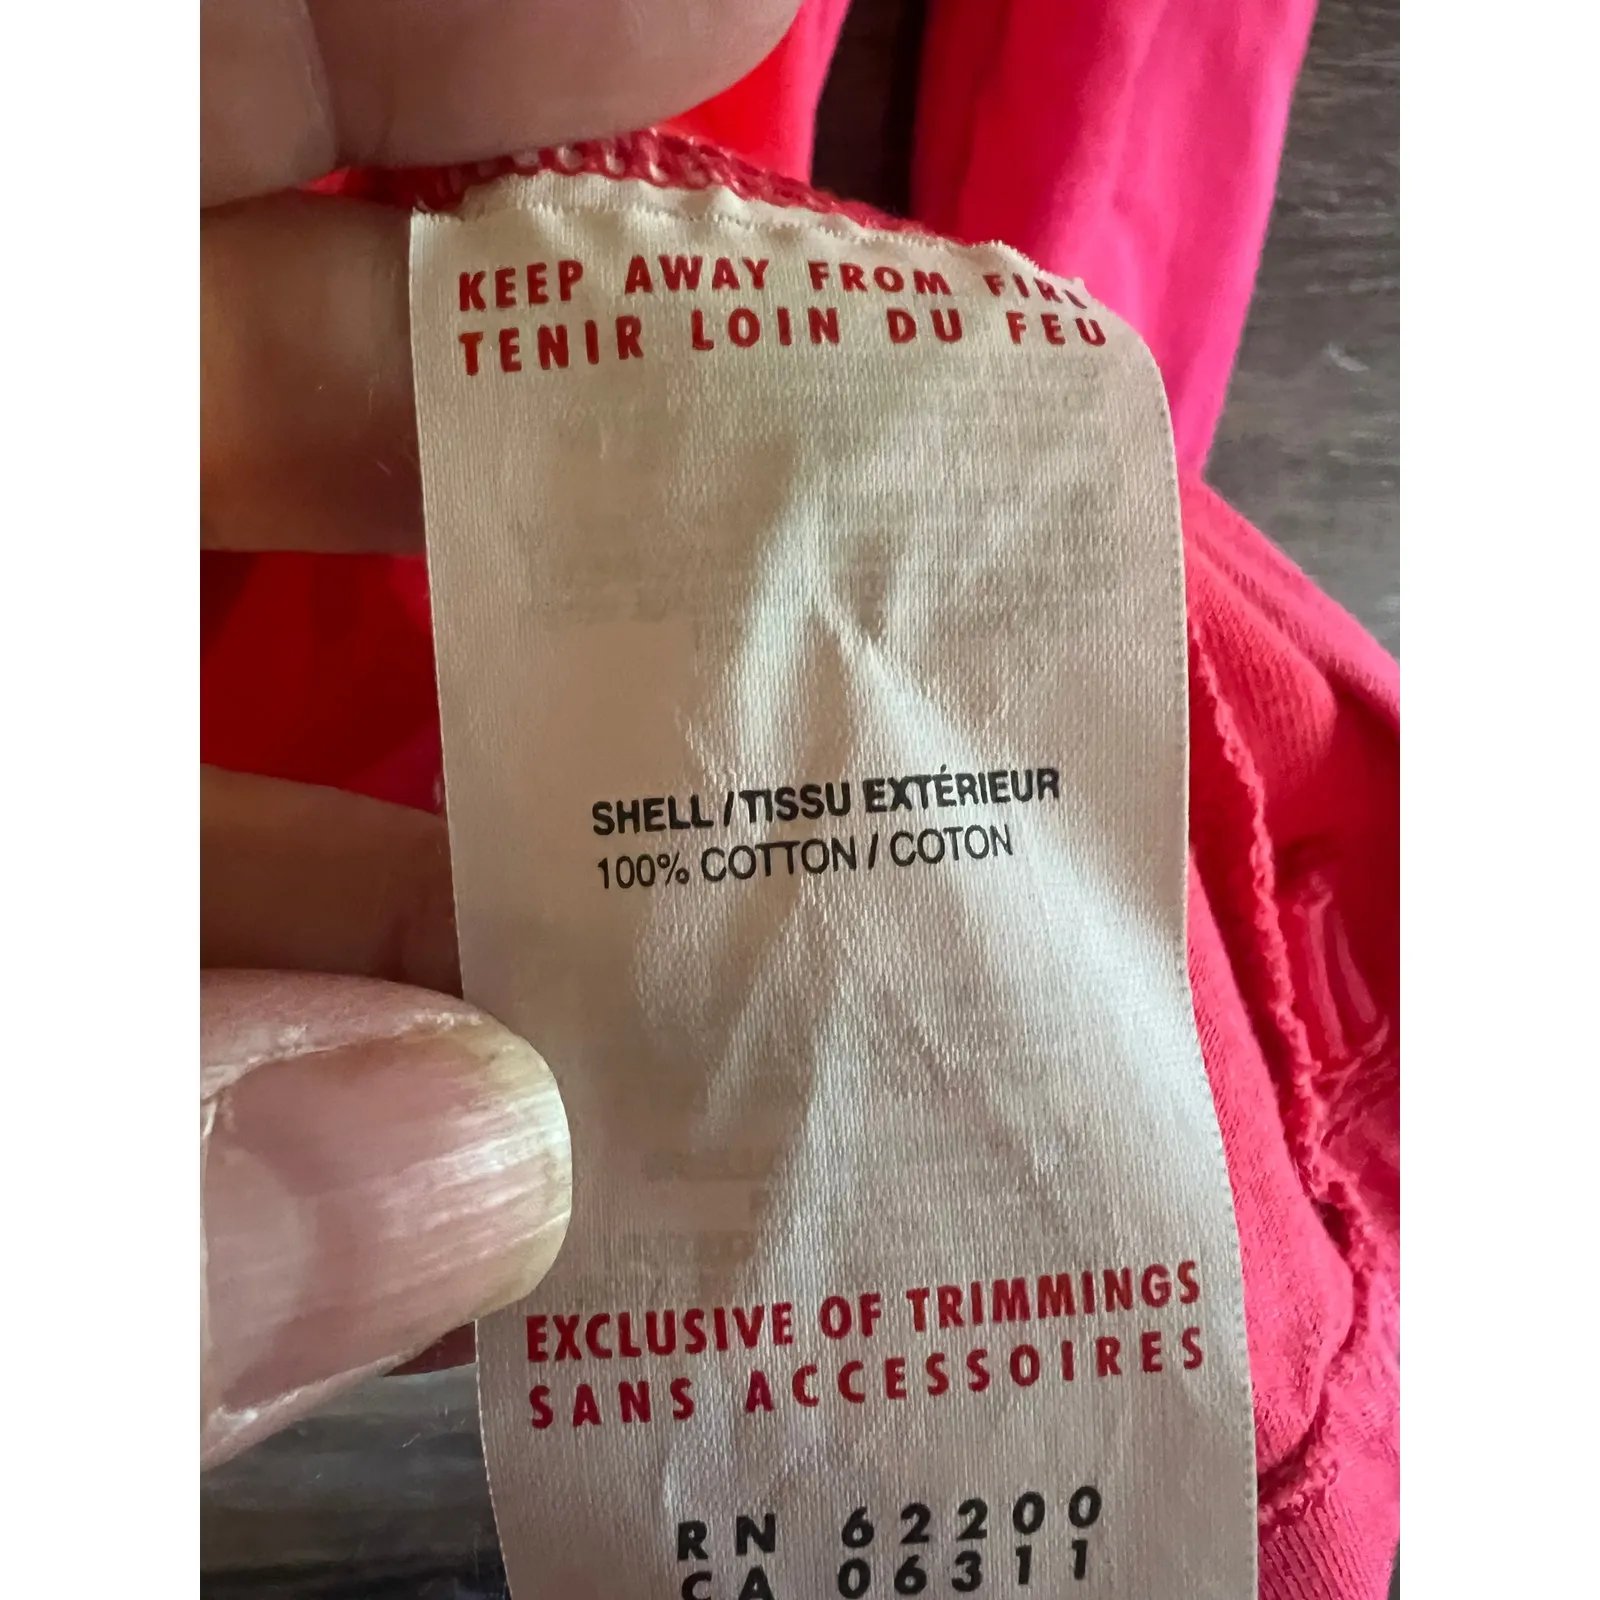 KEEP AWAY FROM FIRE
TENIR LOIN DU FEU
SHELL / TISSU EXTÉRIEUR
100% COTTON / COTON
EXCLUSIVE OF TRIMMINGS
SANS ACCESSOIRES
RN 62200
CA 06311